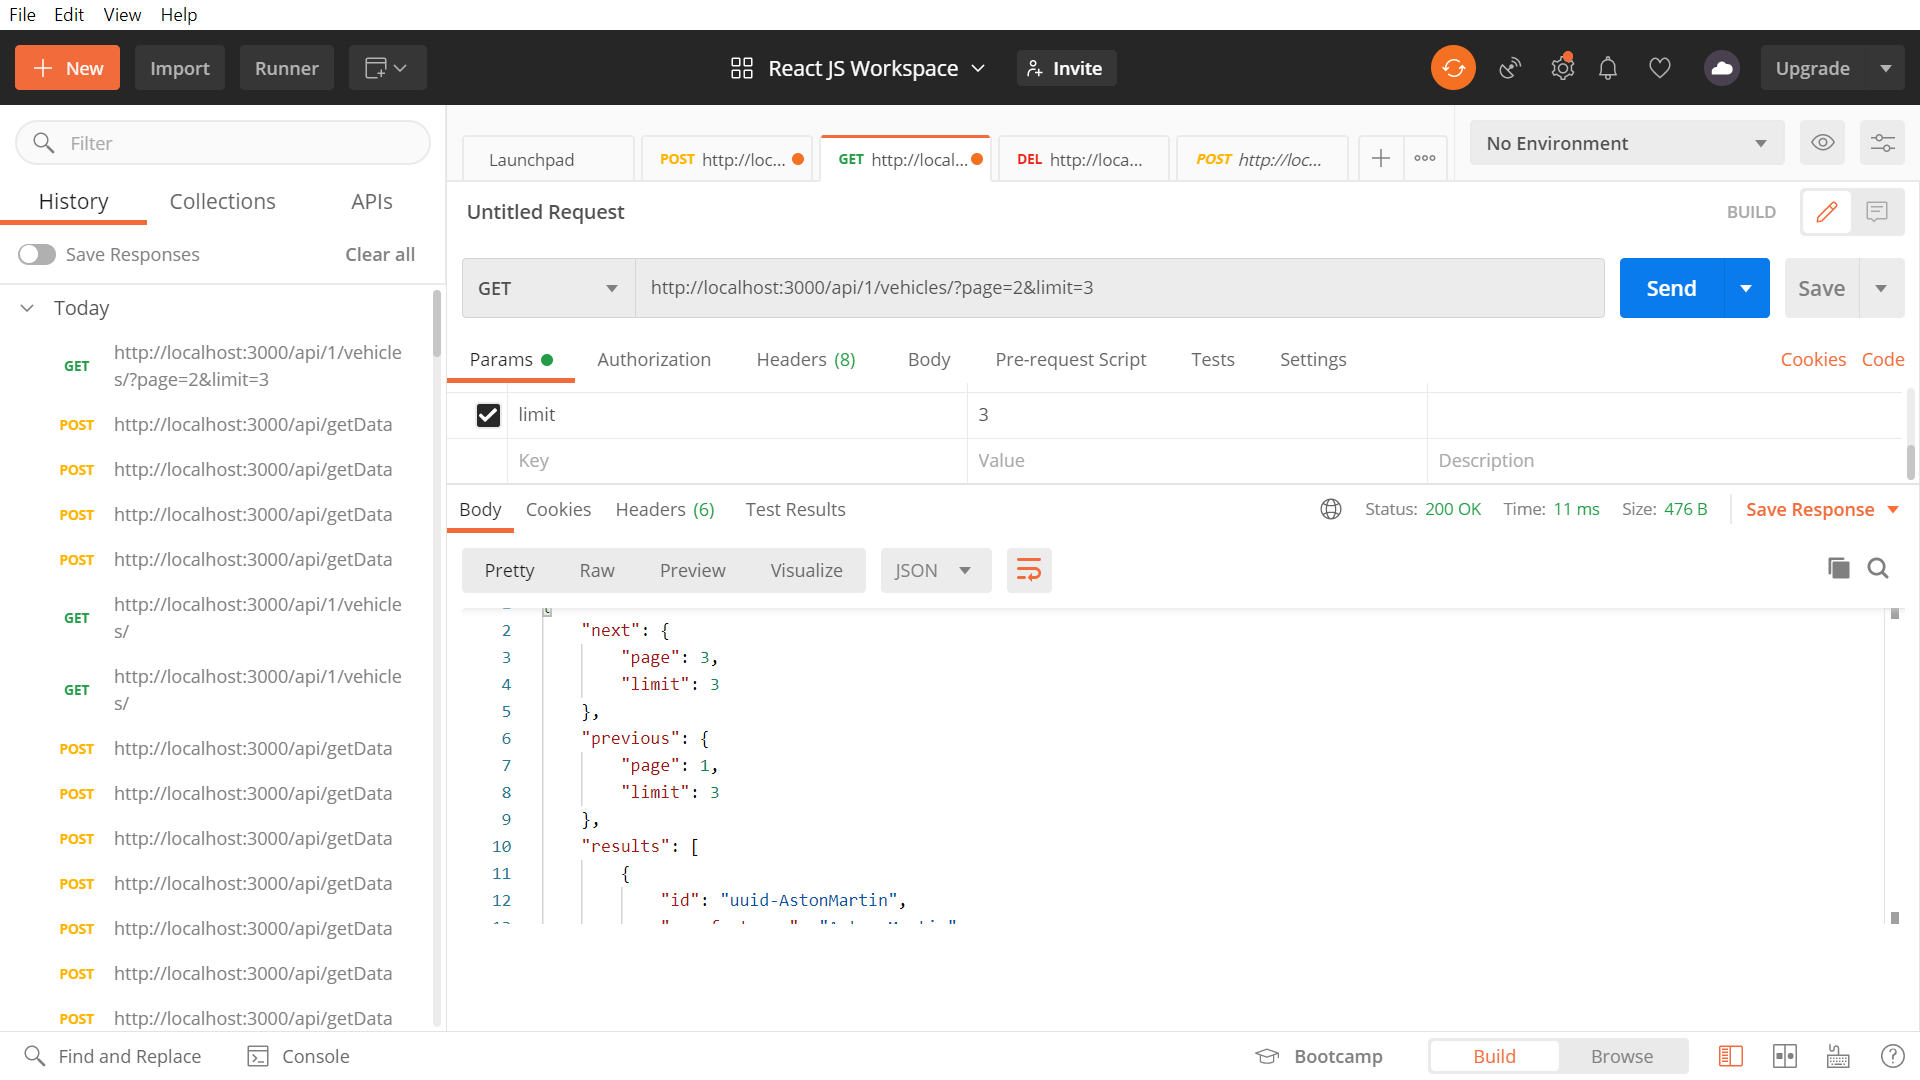 File Edit View Help
New Import Runner React JS Workspace Invite Upgrade
Filter
History Collections APIs
Save Responses Clear all
Today
GET http://localhost:3000/api/1/vehicle
s/?page=2&limit=3
POST http://localhost:3000/api/getData
POST http://localhost:3000/api/getData
POST http://localhost:3000/api/getData
POST http://localhost:3000/api/getData
GET http://localhost:3000/api/1/vehicle
s/
GET http://localhost:3000/api/1/vehicle
s/
POST http://localhost:3000/api/getData
POST http://localhost:3000/api/getData
POST http://localhost:3000/api/getData
POST http://localhost:3000/api/getData
POST http://localhost:3000/api/getData
POST http://localhost:3000/api/getData
POST http://localhost:3000/api/getData
Launchpad POST http://loc... GET http://local... DEL http://loca... POST http://loc... No Environment
Untitled Request BUILD
GET http://localhost:3000/api/1/vehicles/?page=2&limit=3 Send Save
Params Authorization Headers (8) Body Pre-request Script Tests Settings Cookies Code
limit 3
Key Value Description
Body Cookies Headers (6) Test Results Status: 200 OK Time: 11 ms Size: 476 B Save Response
Pretty Raw Preview Visualize JSON
2 "next": {
3 "page": 3,
4 "limit": 3
5 },
6 "previous": {
7 "page": 1,
8 "limit": 3
9 },
10 "results": [
11 {
12 "id": "uuid-AstonMartin",
Find and Replace Console Bootcamp Build Browse